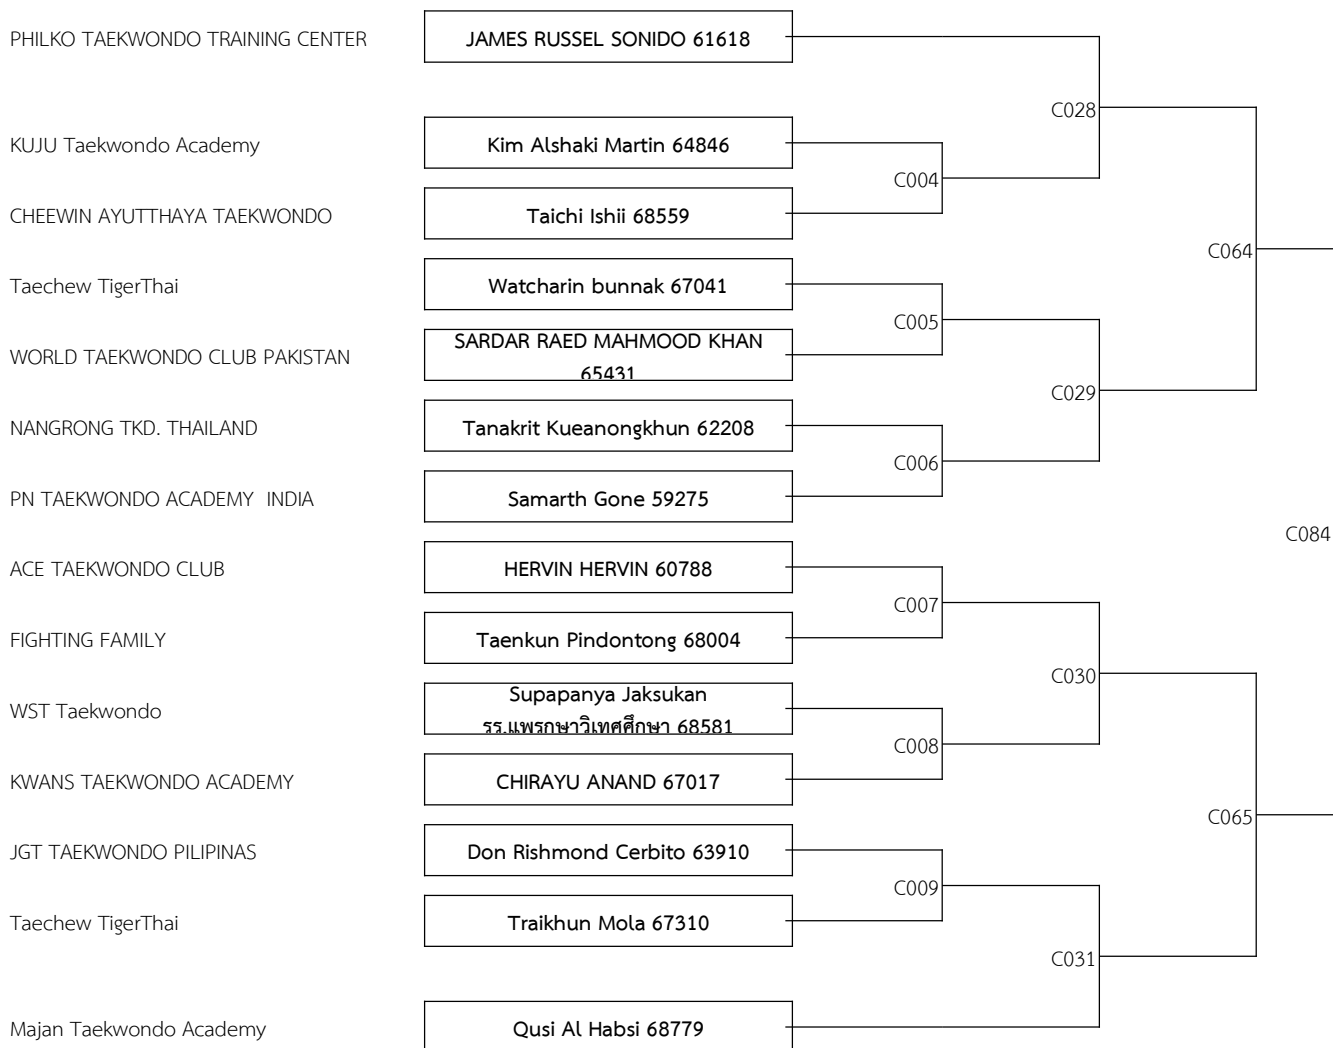 PHILKO TAEKWONDO TRAINING CENTER JAMES RUSSEL SONIDO 61618
C028
KUJU Taekwondo Academy Kim Alshaki Martin 64846
C004
CHEEWIN AYUTTHAYA TAEKWONDO Taichi Ishii 68559
C064
Taechew TigerThai Watcharin bunnak 67041
C005
WORLD TAEKWONDO CLUB PAKISTAN SARDAR RAED MAHMOOD KHAN
65431
C029
NANGRONG TKD. THAILAND Tanakrit Kueanongkhun 62208
C006
PN TAEKWONDO ACADEMY  INDIA Samarth Gone 59275
C084
ACE TAEKWONDO CLUB HERVIN HERVIN 60788
C007
FIGHTING FAMILY Taenkun Pindontong 68004
C030
WST Taekwondo Supapanya Jaksukan
รร.แพรกษาวิเทศศึกษา 68581
C008
KWANS TAEKWONDO ACADEMY CHIRAYU ANAND 67017
C065
JGT TAEKWONDO PILIPINAS Don Rishmond Cerbito 63910
C009
Taechew TigerThai Traikhun Mola 67310
C031
Majan Taekwondo Academy Qusi Al Habsi 68779